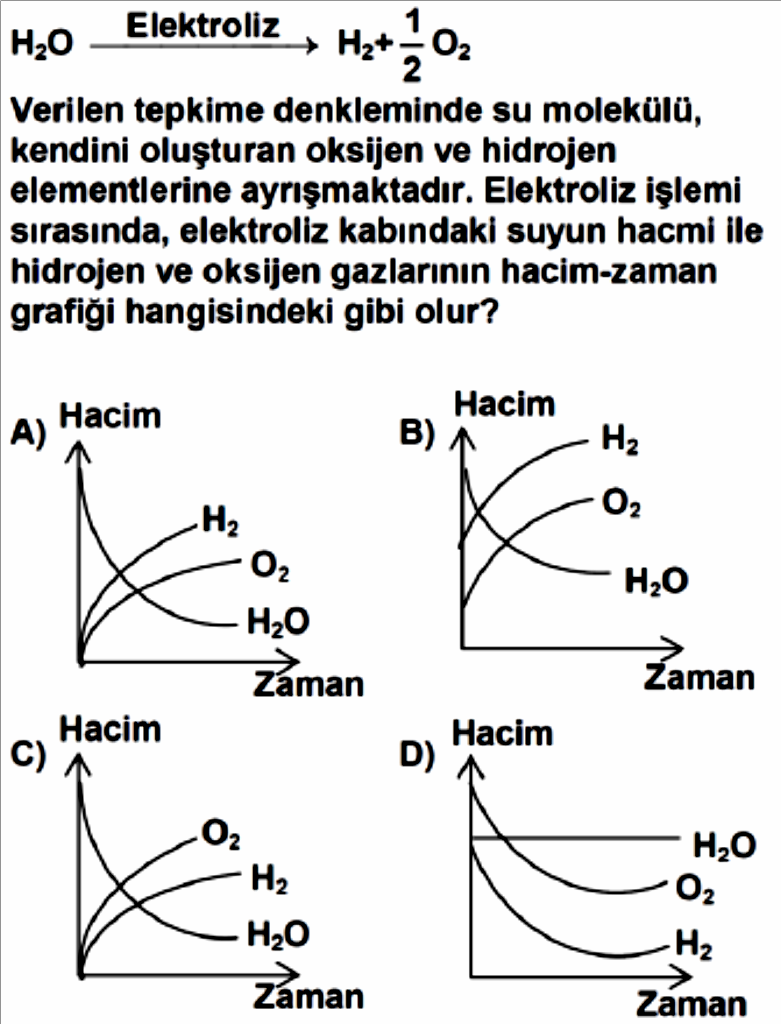 H₂O Elektroliz → H₂+ 1/2 O₂
Verilen tepkime denkleminde su molekülü,
kendini oluşturan oksijen ve hidrojen
elementlerine ayrışmaktadır. Elektroliz işlemi
sırasında, elektroliz kabındaki suyun hacmi ile
hidrojen ve oksijen gazlarının hacim-zaman
grafiği hangisindeki gibi olur?
A) Hacim
H₂
O₂
H₂O
Zaman
B) Hacim
H₂
O₂
H₂O
Zaman
C) Hacim
O₂
H₂
H₂O
Zaman
D) Hacim
H₂O
O₂
H₂
Zaman